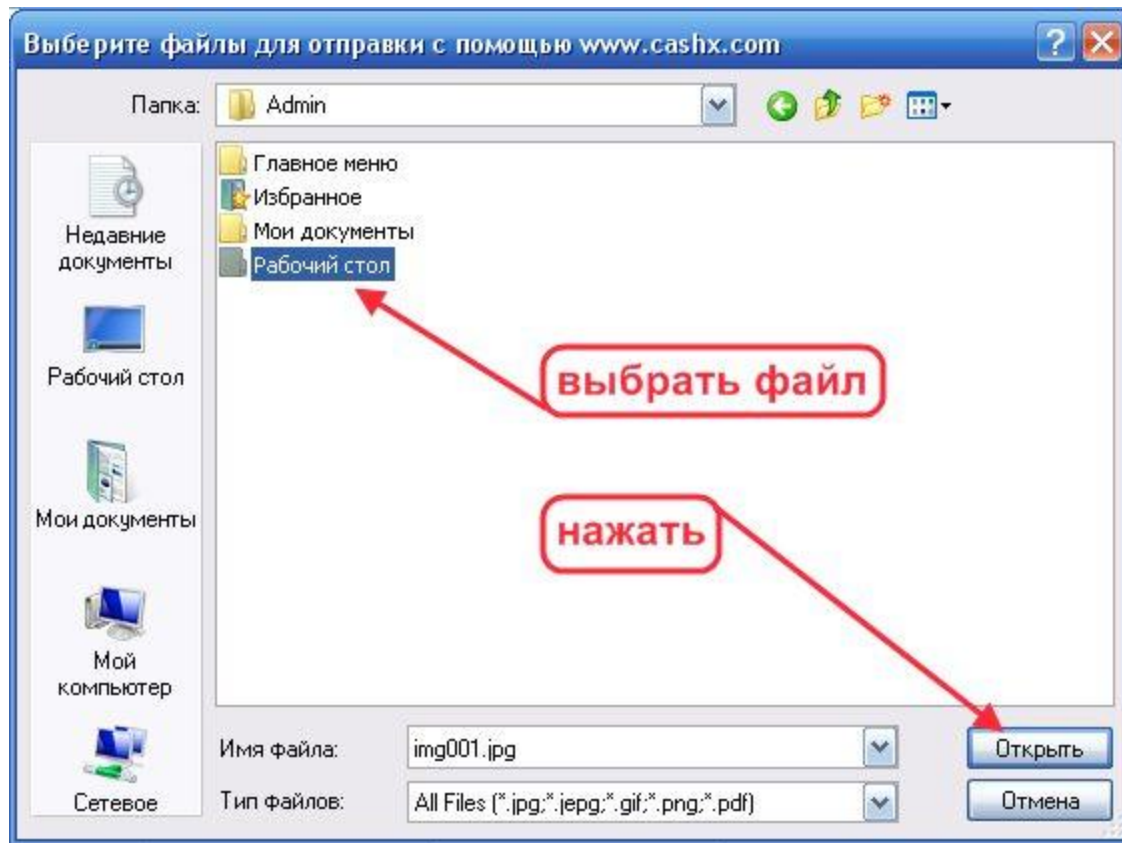 Выберите файлы для отправки с помощью www.cashx.com
Папка: Admin
Недавние
документы
Рабочий стол
Мои документы
Мой
компьютер
Сетевое
Главное меню
Избранное
Мои документы
Рабочий стол
выбрать файл
нажать
Имя файла: img001.jpg Открыть
Тип файлов: All Files (*.jpg;*.jepg;*.gif;*.png;*.pdf) Отмена